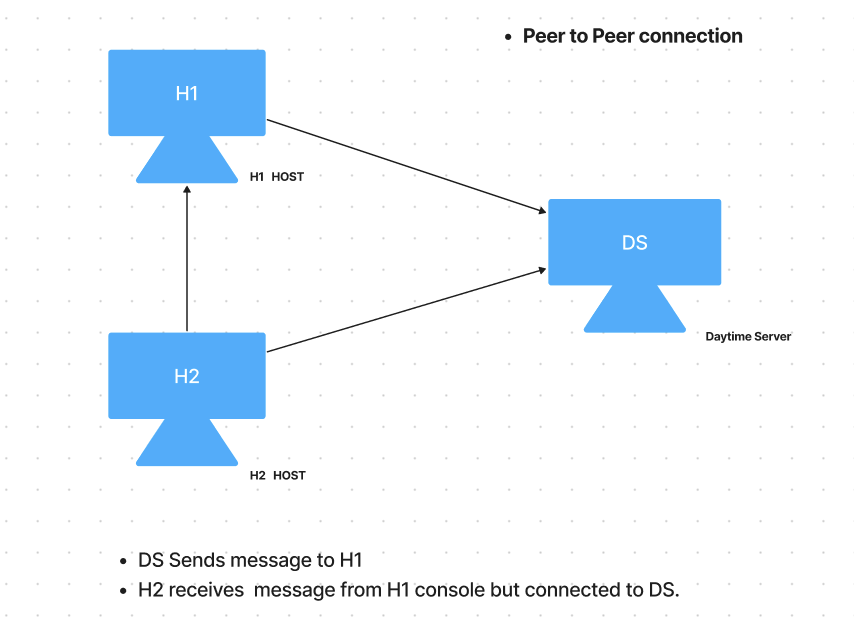 Peer to Peer connection
H1
H1 HOST
DS
Daytime Server
H2
H2 HOST
DS Sends message to H1
H2 receives message from H1 console but connected to DS.